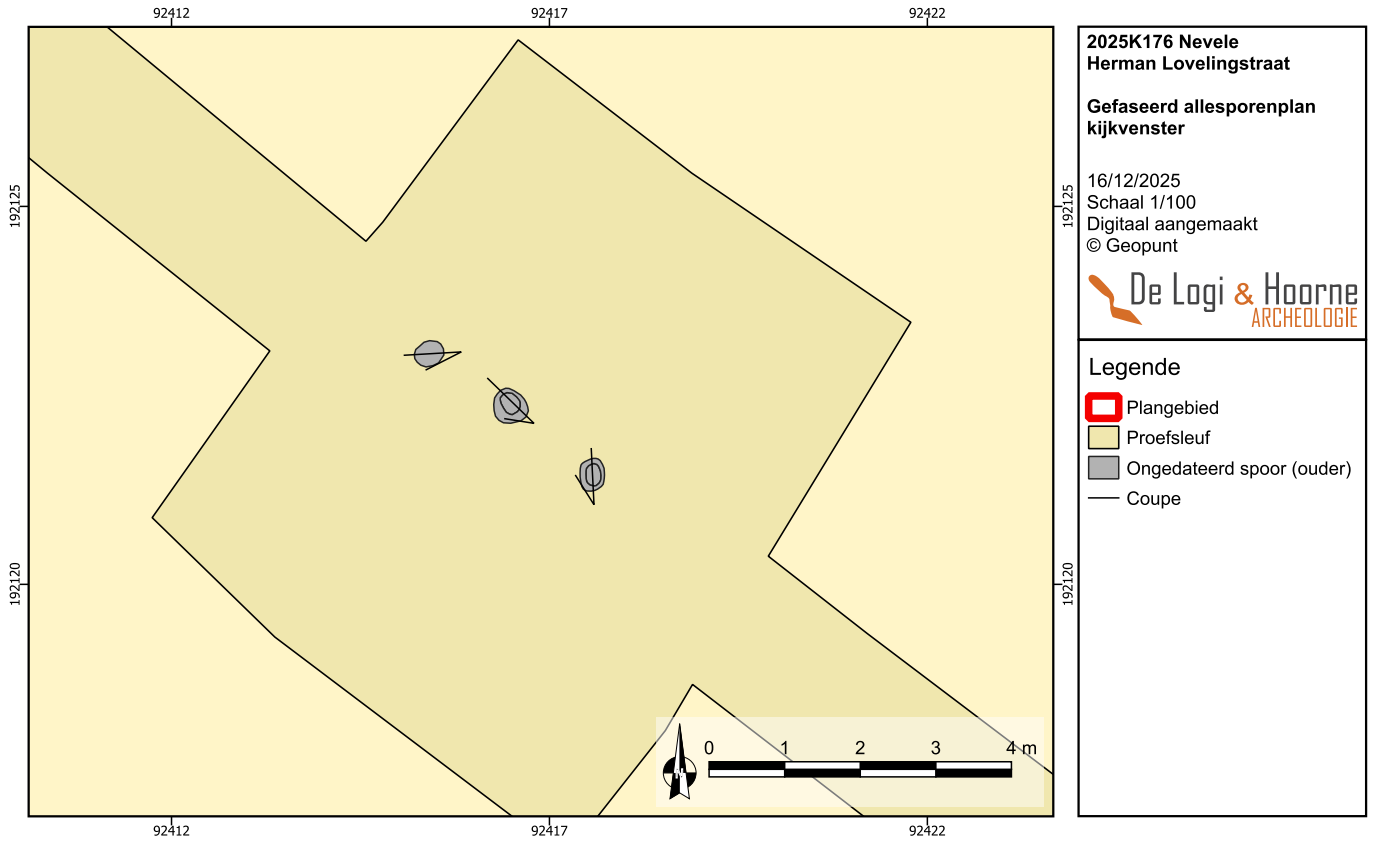 92412
92417
92422
192125
192125
192120
192120
92412
92417
92422
N
0 1 2 3 4 m
2025K176 Nevele
Herman Lovelingstraat
Gefaseerd allesporenplan
kijkvenster
16/12/2025
Schaal 1/100
Digitaal aangemaakt
© Geopunt
De Logi & Hoorne
ARCHEOLOGIE
Legende
Plangebied
Proefsleuf
Ongedateerd spoor (ouder)
Coupe